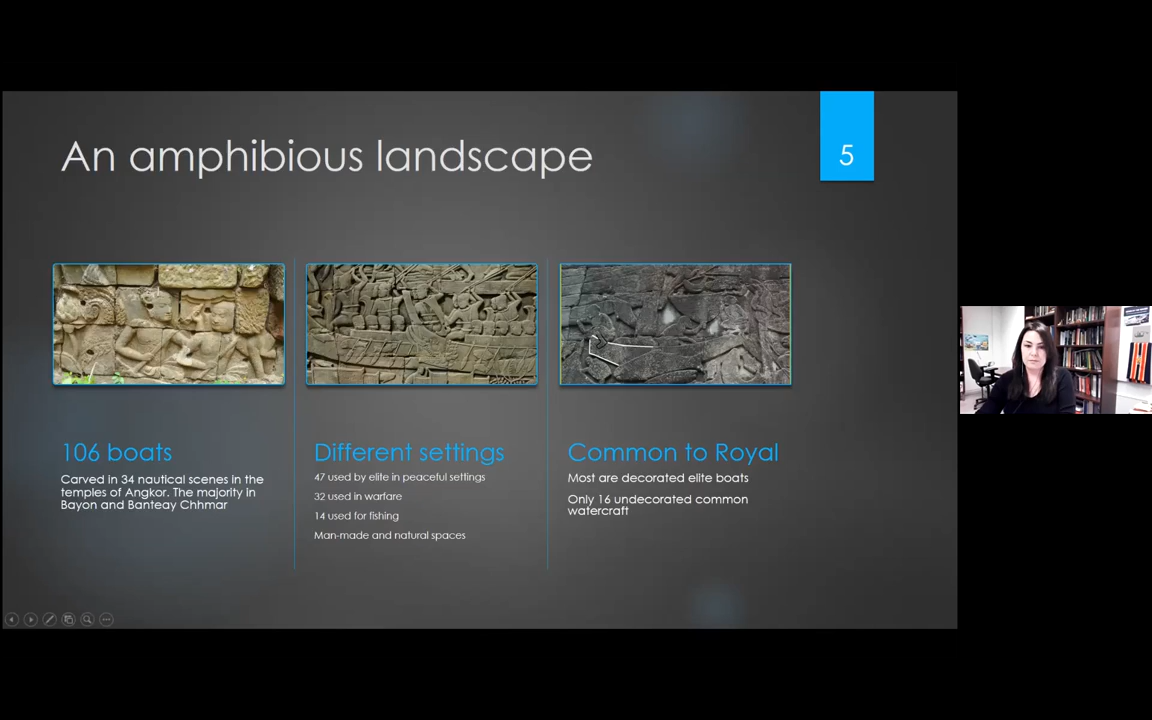 An amphibious landscape
5
106 boats
Carved in 34 nautical scenes in the
temples of Angkor. The majority in
Bayon and Banteay Chhmar
Different settings
47 used by elite in peaceful settings
32 used in warfare
14 used for fishing
Man-made and natural spaces
Common to Royal
Most are decorated elite boats
Only 16 undecorated common
watercraft